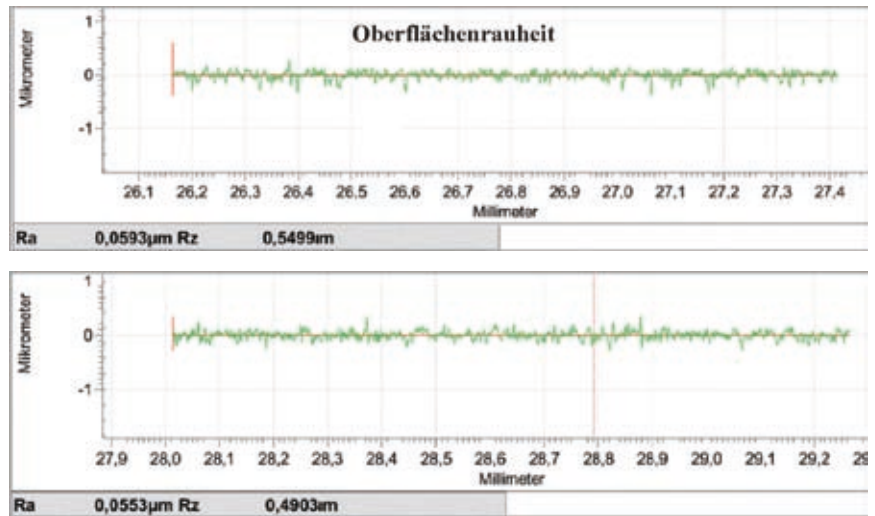 Oberflächenrauheit
Mikrometer
1
0
-1
26,1 26,2 26,3 26,4 26,5 26,6 26,7 26,8 26,9 27,0 27,1 27,2 27,3 27,4
Millimeter
Ra 0,0593µm Rz 0,5499ım
Mikrometer
1
0
-1
27,9 28,0 28,1 28,2 28,3 28,4 28,5 28,6 28,7 28,8 28,9 29,0 29,1 29,2 29
Millimeter
Ra 0,0553µm Rz 0,4903ım